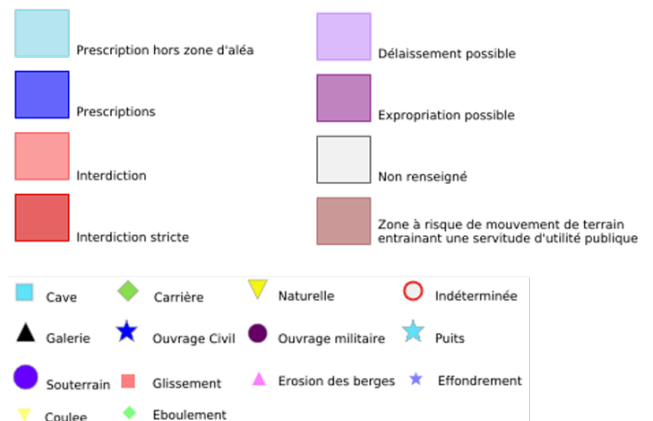 Prescription hors zone d'aléa
Délaissement possible
Prescriptions
Expropriation possible
Interdiction
Non renseigné
Interdiction stricte
Zone à risque de mouvement de terrain
entrainant une servitude d'utilité publique
Cave
Carrière
Naturelle
Indéterminée
Galerie
Ouvrage Civil
Ouvrage militaire
Puits
Souterrain
Glissement
Erosion des berges
Effondrement
Coulee
Eboulement